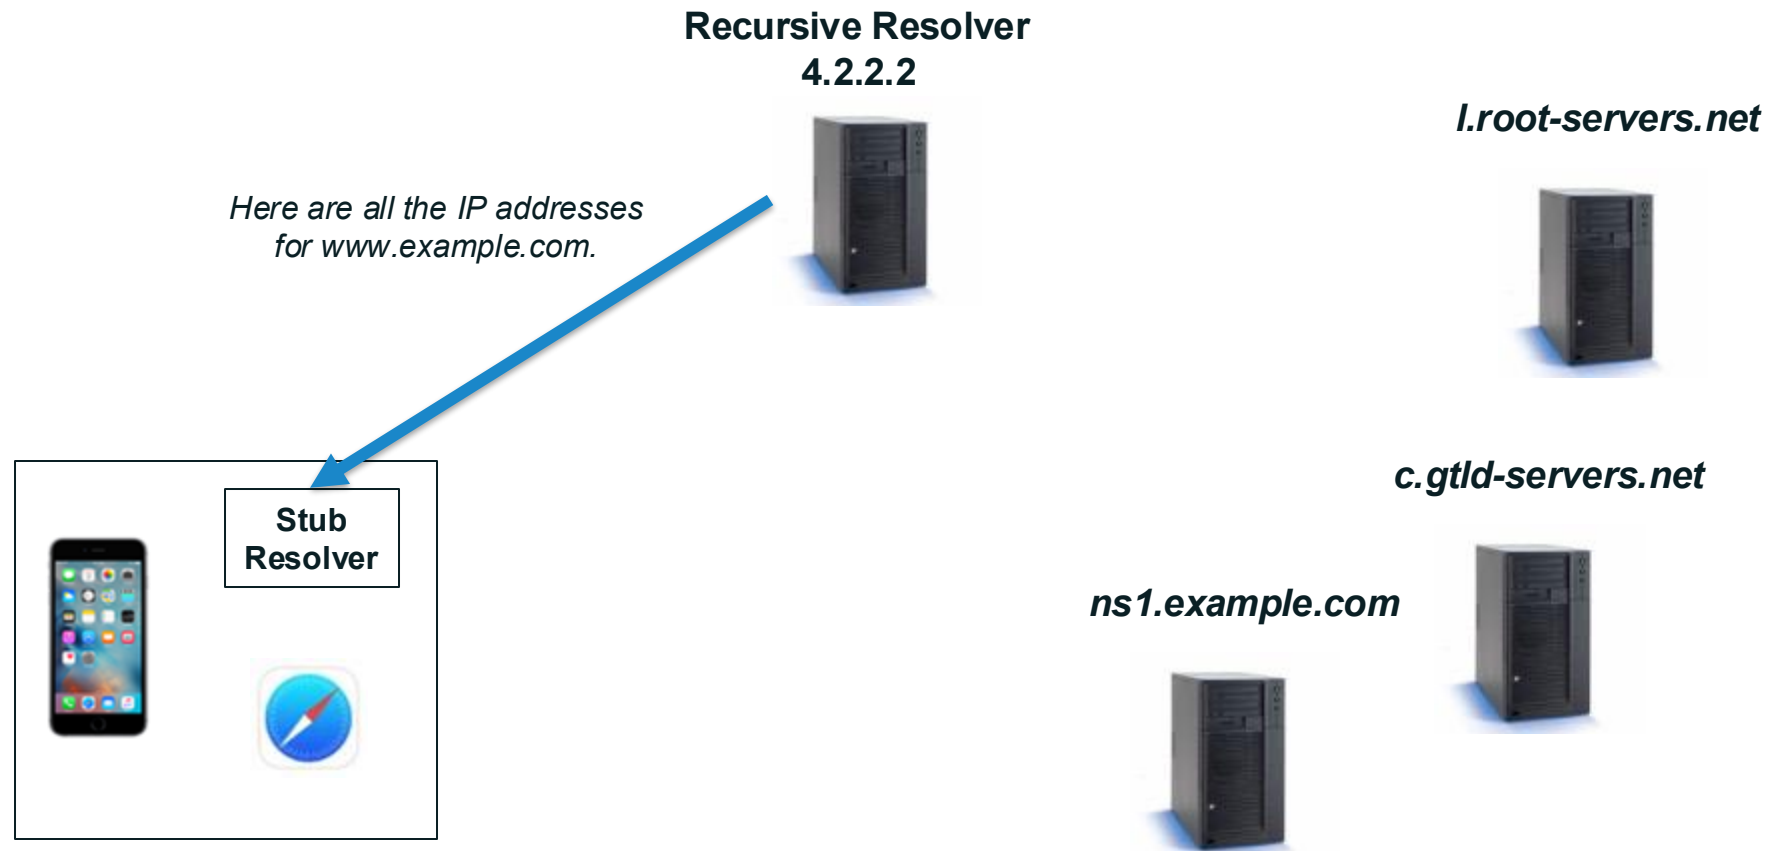 Recursive Resolver
4.2.2.2
l.root-servers.net
Here are all the IP addresses
for www.example.com.
c.gtld-servers.net
Stub
Resolver
ns1.example.com